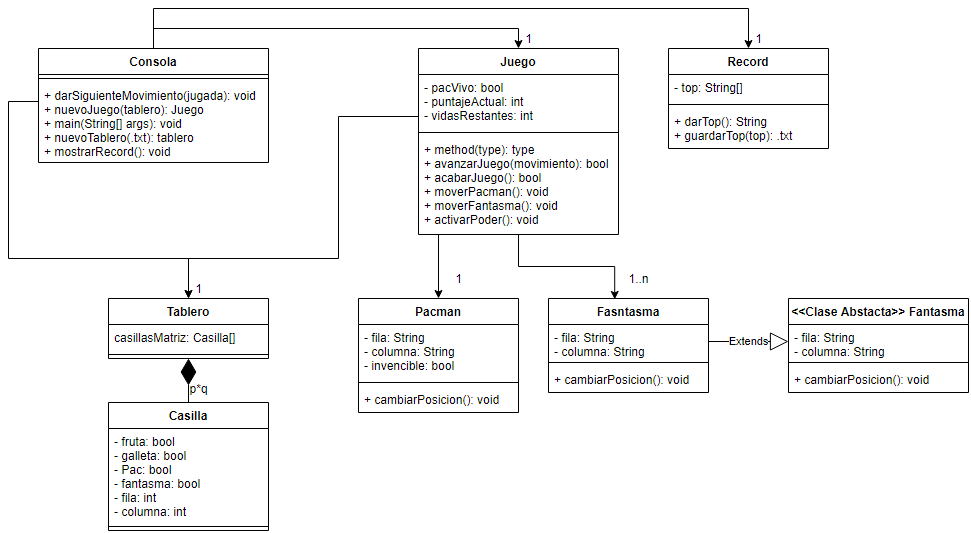 1
1
Consola
+ darSiguienteMovimiento(jugada): void
+ nuevoJuego(tablero): Juego
+ main(String[] args): void
+ nuevoTablero(.txt): tablero
+ mostrarRecord(): void
Juego
- pacVivo: bool
- puntajeActual: int
- vidasRestantes: int
+ method(type): type
+ avanzarJuego(movimiento): bool
+ acabarJuego(): bool
+ moverPacman(): void
+ moverFantasma(): void
+ activarPoder(): void
Record
- top: String[]
+ darTop(): String
+ guardarTop(top): .txt
1
1
1..n
Tablero
casillasMatriz: Casilla[]
p*q
Casilla
- fruta: bool
- galleta: bool
- Pac: bool
- fantasma: bool
- fila: int
- columna: int
Pacman
- fila: String
- columna: String
- invencible: bool
+ cambiarPosicion(): void
Fasntasma
- fila: String
- columna: String
+ cambiarPosicion(): void
Extends
<<Clase Abstacta>> Fantasma
- fila: String
- columna: String
+ cambiarPosicion(): void